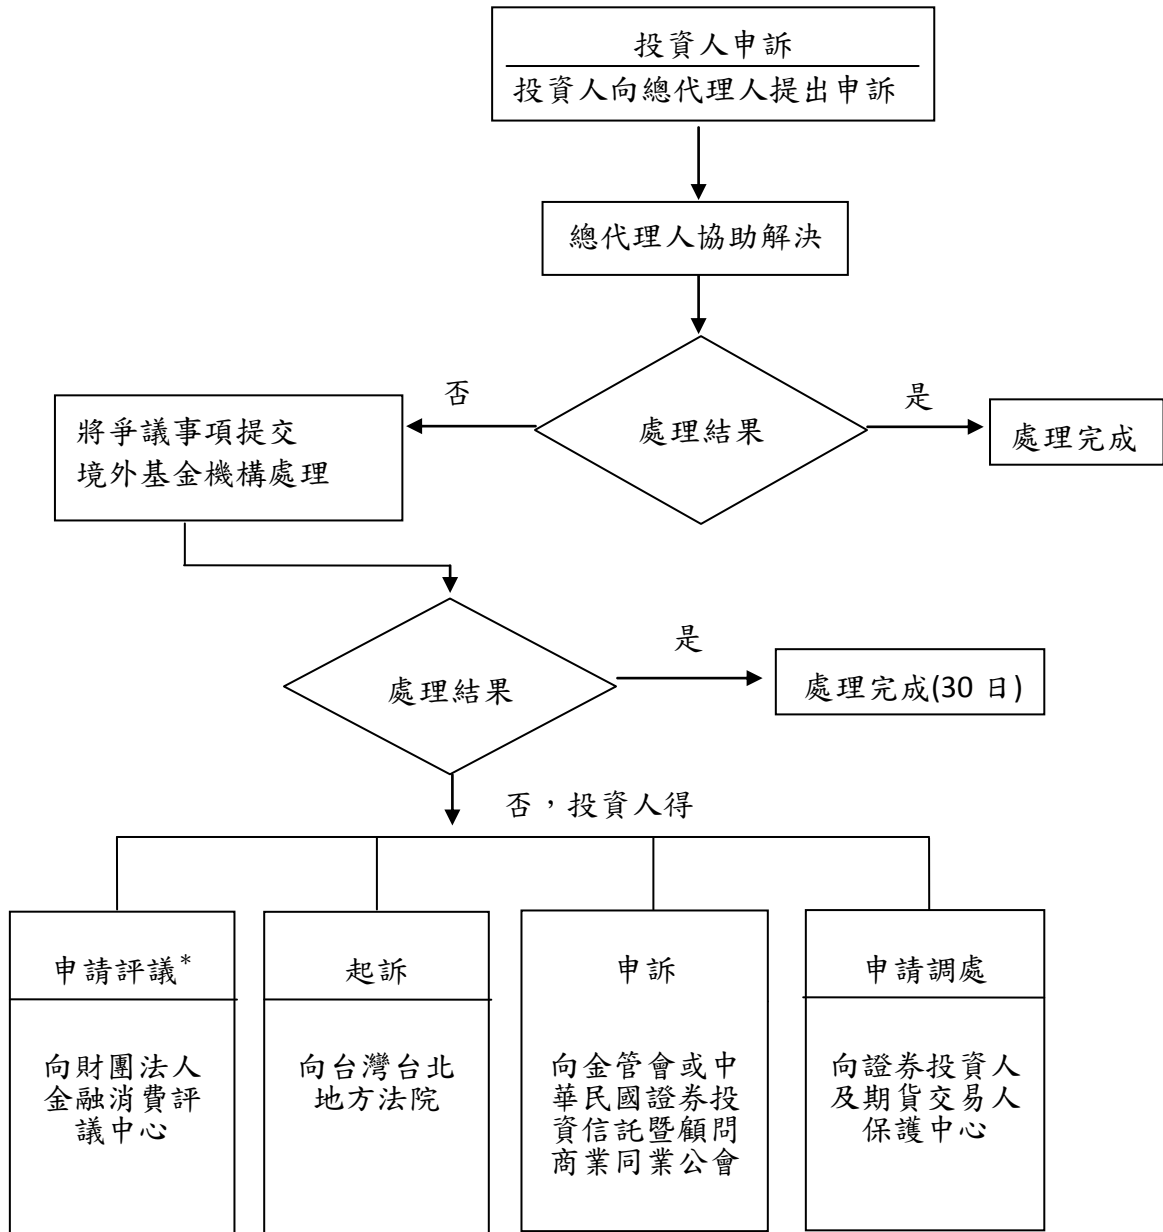 投資人申訴
投資人向總代理人提出申訴
總代理人協助解決
否
是
將爭議事項提交
境外基金機構處理
處理結果
處理完成
是
處理結果
處理完成(30 日)
否，投資人得
申請評議*
向財團法人
金融消費評
議中心
起訴
向台灣台北
地方法院
申訴
向金管會或中
華民國證券投
資信託暨顧問
商業同業公會
申請調處
向證券投資人
及期貨交易人
保護中心